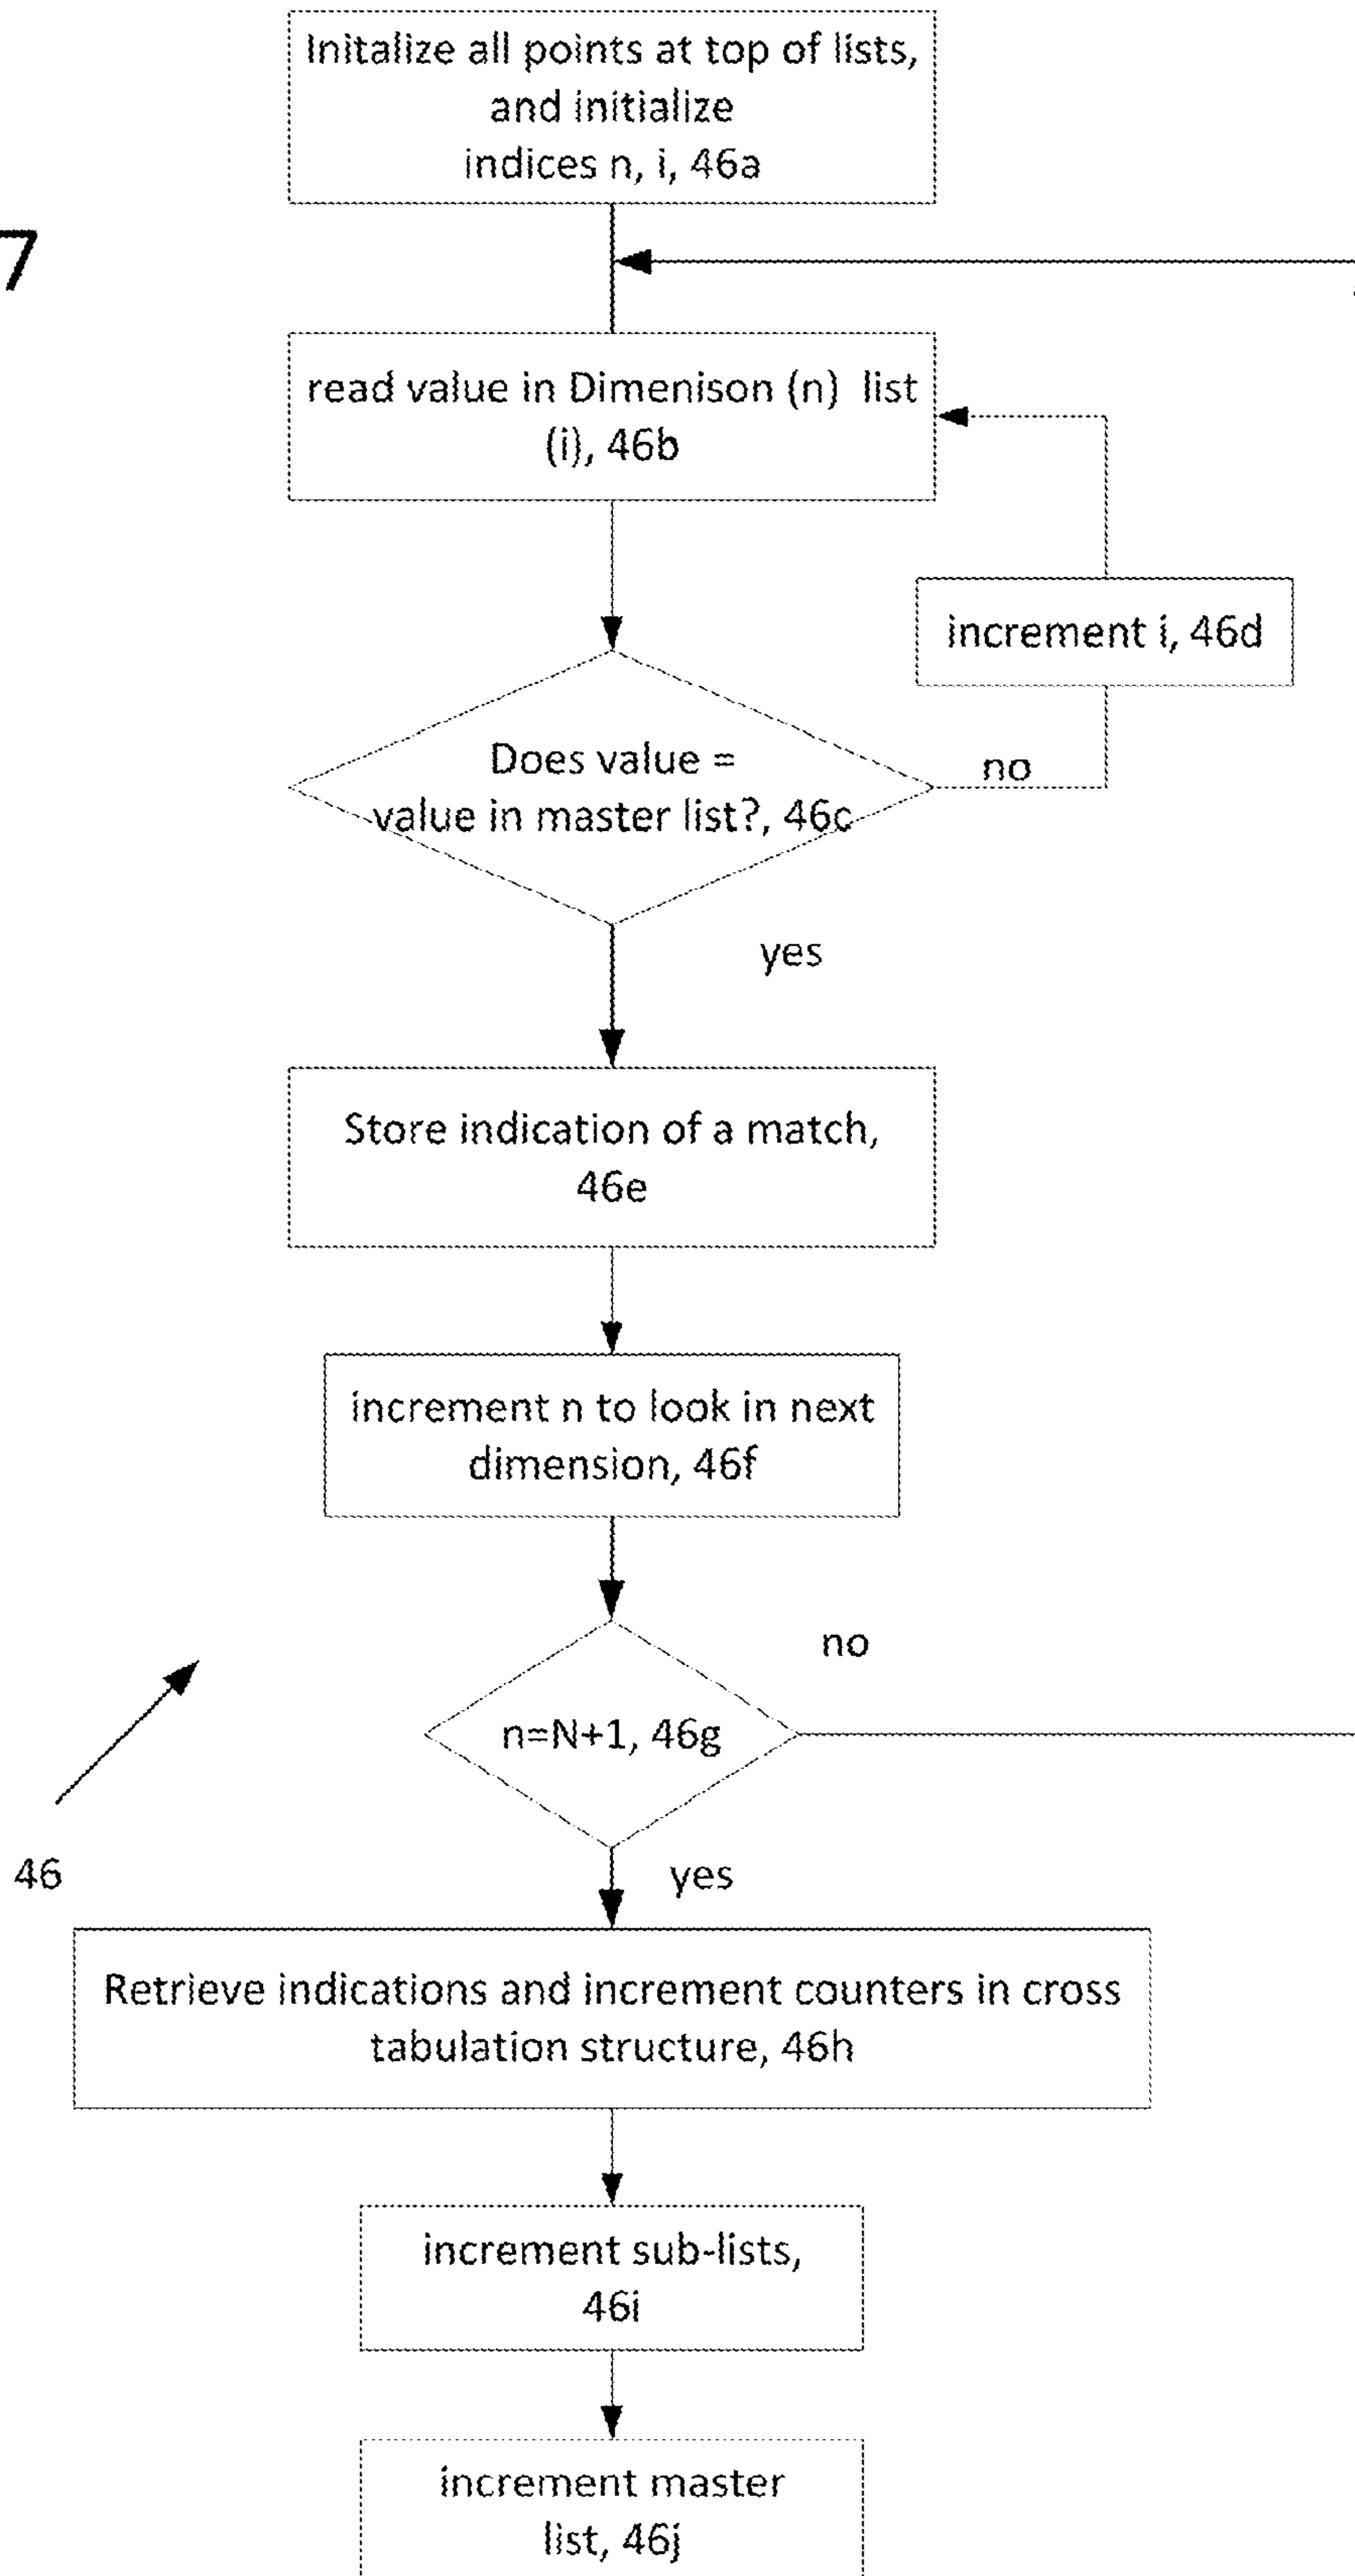 Initalize all points at top of lists,
and initialize
indices n, i, 46a
7
read value in Dimenison (n) list
(i), 46b
increment i, 46d
Does value =
value in master list?, 46c
no
yes
Store indication of a match,
46e
increment n to look in next
dimension, 46f
no
n=N+1, 46g
46
yes
Retrieve indications and increment counters in cross
tabulation structure, 46h
increment sub-lists,
46i
increment master
list, 46j